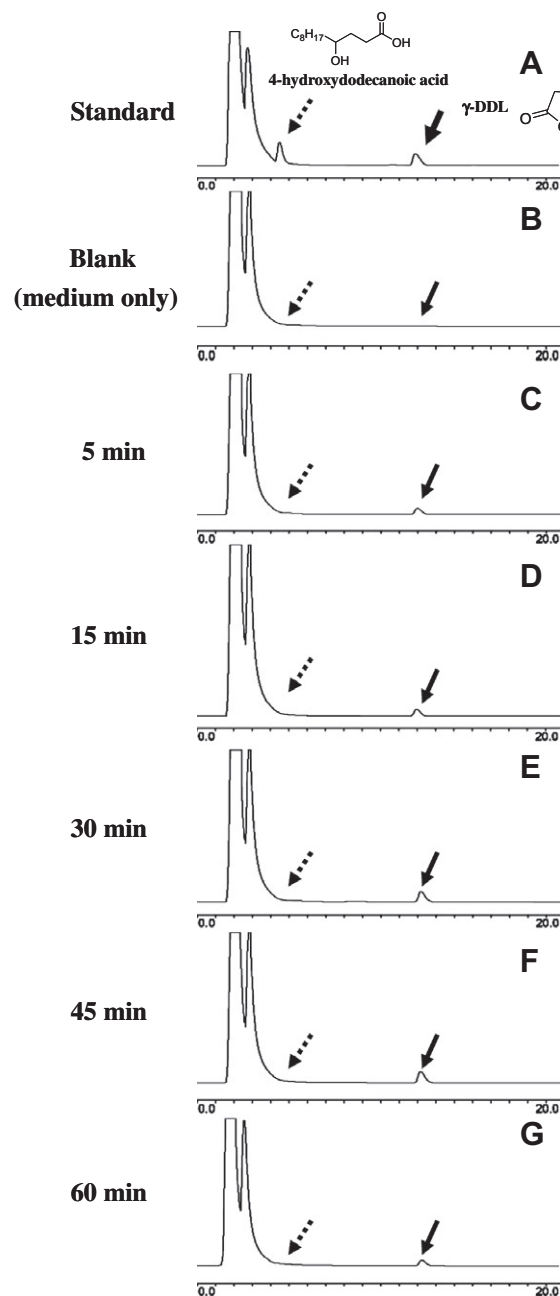 C8H17
O
OH
OH
4-hydroxydodecanoic acid
A
Standard
γ-DDL
O
0.0 20.0
B
Blank
(medium only)
0.0 20.0
C
5 min
0.0 20.0
D
15 min
0.0 20.0
E
30 min
0.0 20.0
F
45 min
0.0 20.0
G
60 min
0.0 20.0